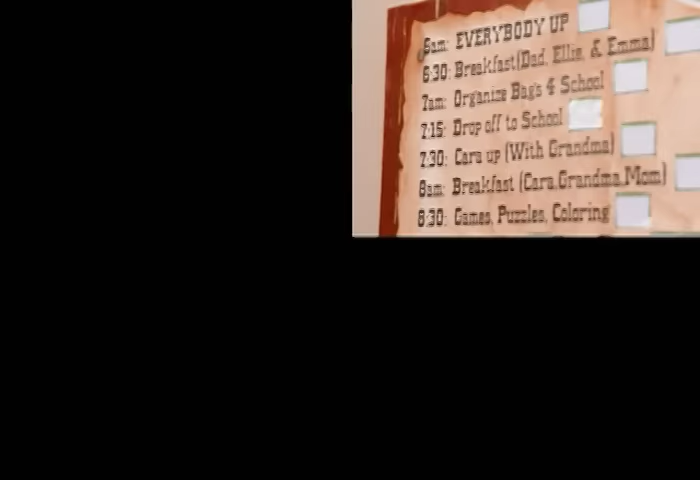 6am: EVERYBODY UP
6:30: Breakfast(Dad, Ellie, & Emma)
7am: Organize Bag's 4 School
7:15: Drop off to School
7:30: Cara up (With Grandma)
8am: Breakfast (Cara,Grandma,Mom)
8:30: Games, Puzzles, Coloring